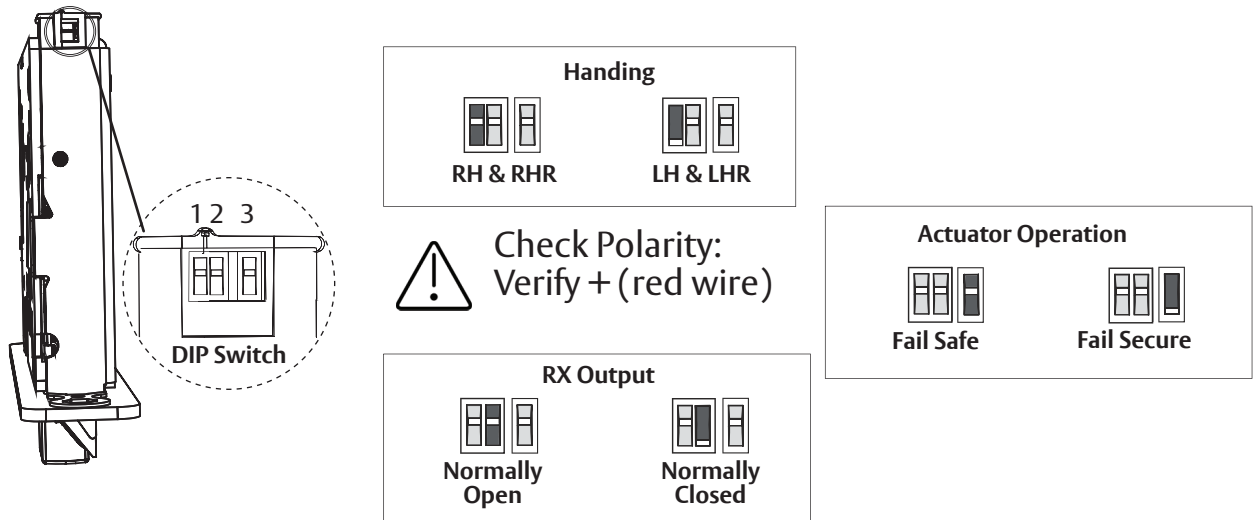 1 2 3
DIP Switch
Handing
RH & RHR
LH & LHR
Check Polarity:
Verify + (red wire)
RX Output
Normally
Open
Normally
Closed
Actuator Operation
Fail Safe
Fail Secure